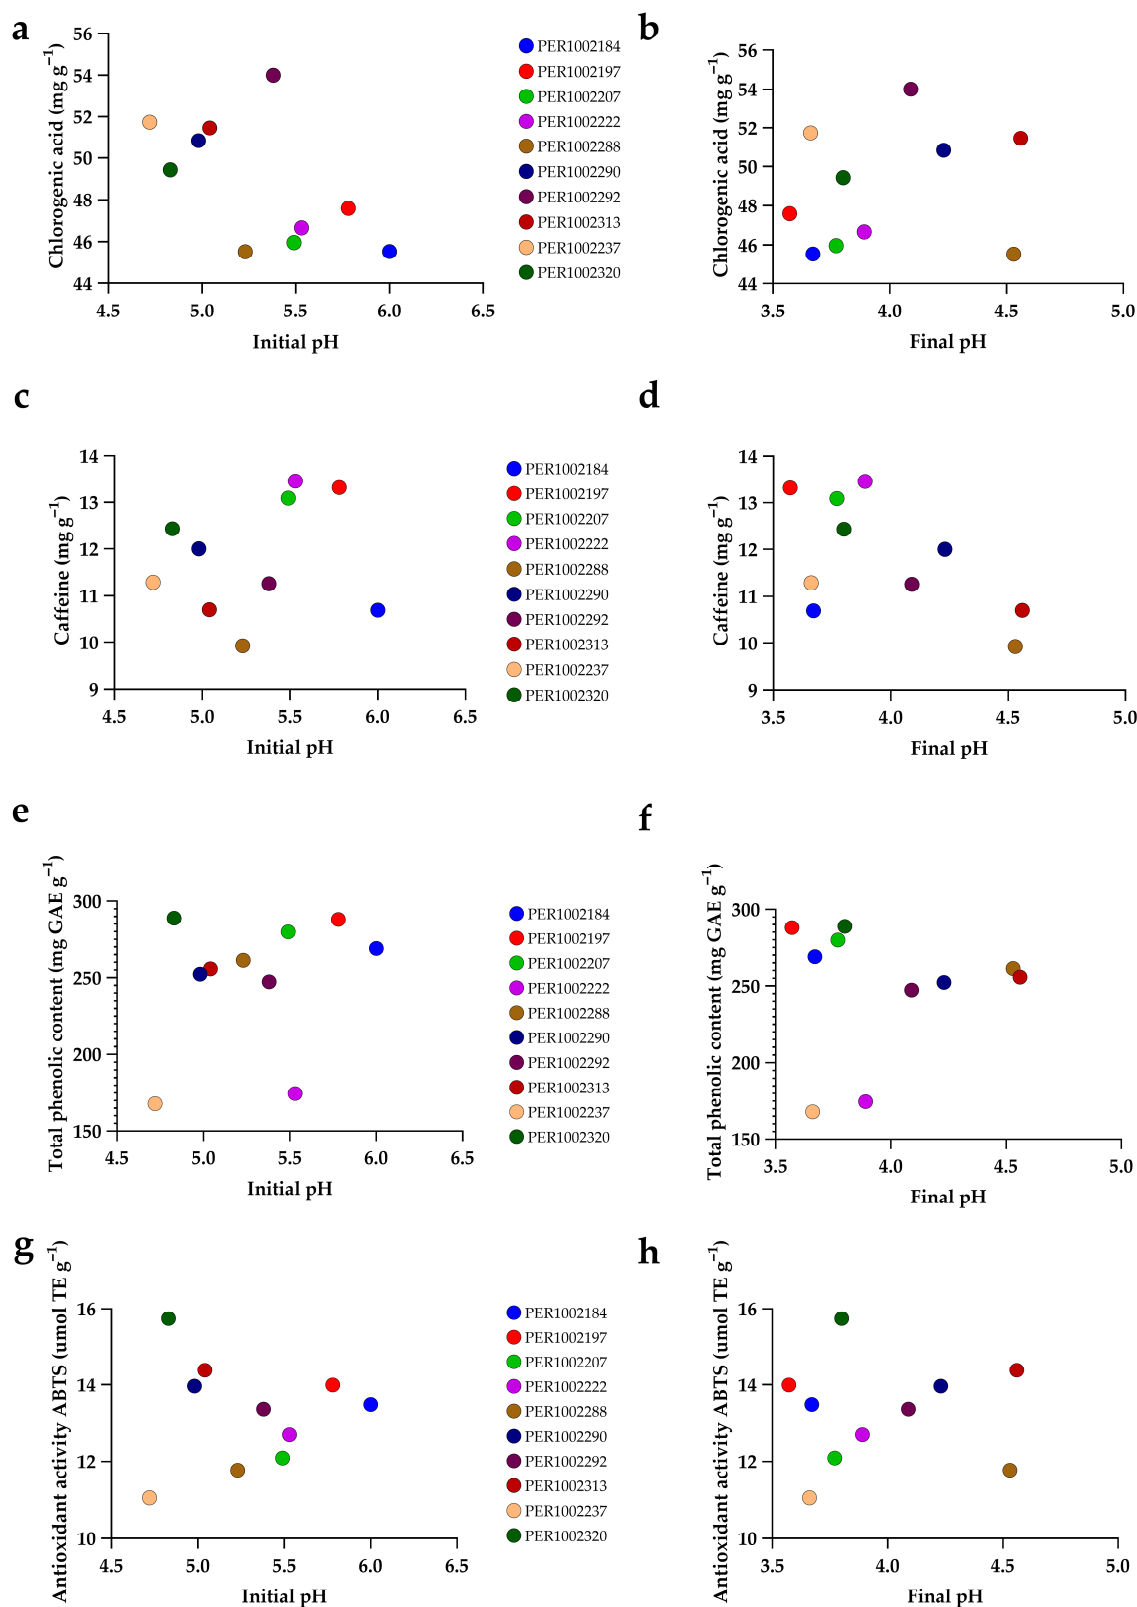 a
Chlorogenic acid (mg g−1)
56
54
52
50
48
46
44
4.5 5.0 5.5 6.0 6.5
Initial pH
PER1002184
PER1002197
PER1002207
PER1002222
PER1002288
PER1002290
PER1002292
PER1002313
PER1002237
PER1002320
b
Chlorogenic acid (mg g−1)
56
54
52
50
48
46
44
3.5 4.0 4.5 5.0
Final pH
c
Caffeine (mg g−1)
14
13
12
11
10
9
4.5 5.0 5.5 6.0 6.5
Initial pH
PER1002184
PER1002197
PER1002207
PER1002222
PER1002288
PER1002290
PER1002292
PER1002313
PER1002237
PER1002320
d
Caffeine (mg g−1)
14
13
12
11
10
9
3.5 4.0 4.5 5.0
Final pH
e
Total phenolic content (mg GAE g−1)
300
250
200
150
4.5 5.0 5.5 6.0 6.5
Initial pH
PER1002184
PER1002197
PER1002207
PER1002222
PER1002288
PER1002290
PER1002292
PER1002313
PER1002237
PER1002320
f
Total phenolic content (mg GAE g−1)
300
250
200
150
3.5 4.0 4.5 5.0
Final pH
g
Antioxidant activity ABTS (umol TE g−1)
16
14
12
10
4.5 5.0 5.5 6.0 6.5
Initial pH
PER1002184
PER1002197
PER1002207
PER1002222
PER1002288
PER1002290
PER1002292
PER1002313
PER1002237
PER1002320
h
Antioxidant activity ABTS (umol TE g−1)
16
14
12
10
3.5 4.0 4.5 5.0
Final pH